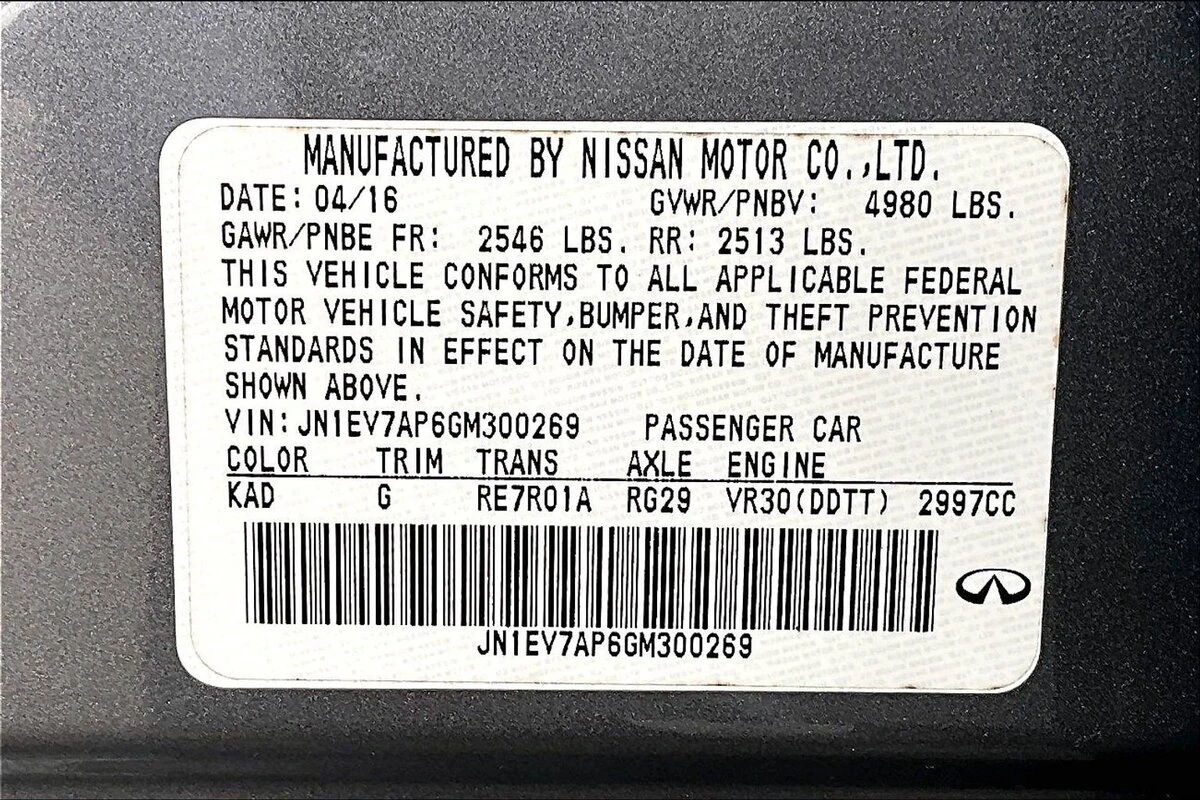 MANUFACTURED BY NISSAN MOTOR CO.,LTD.
DATE: 04/16 GVWR/PNBV: 4980 LBS.
GAWR/PNBE FR: 2546 LBS. RR: 2513 LBS.
THIS VEHICLE CONFORMS TO ALL APPLICABLE FEDERAL
MOTOR VEHICLE SAFETY,BUMPER,AND THEFT PREVENTION
STANDARDS IN EFFECT ON THE DATE OF MANUFACTURE
SHOWN ABOVE.
VIN:JN1EV7AP6GM300269 PASSENGER CAR
COLOR TRIM TRANS AXLE ENGINE
KAD G RE7R01A RG29 VR30(DDTT) 2997CC
JN1EV7AP6GM300269